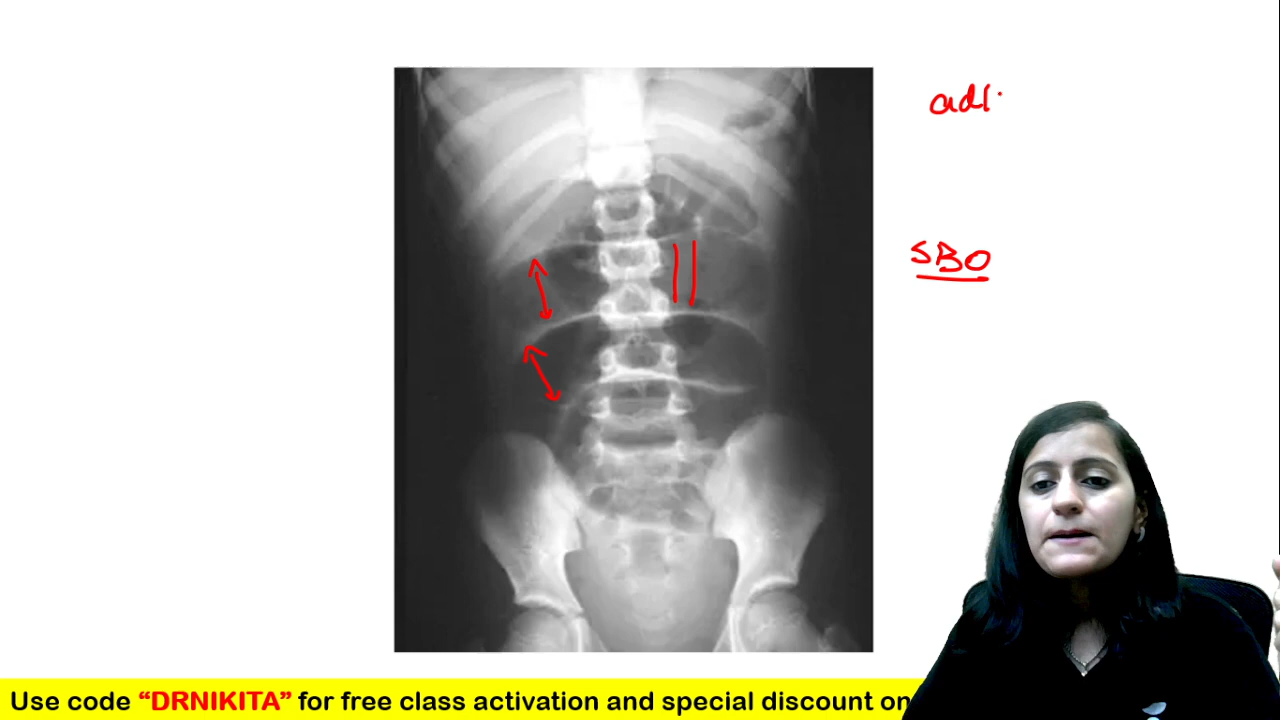 adl.
SBO
Use code “DRNIKITA” for free class activation and special discount on